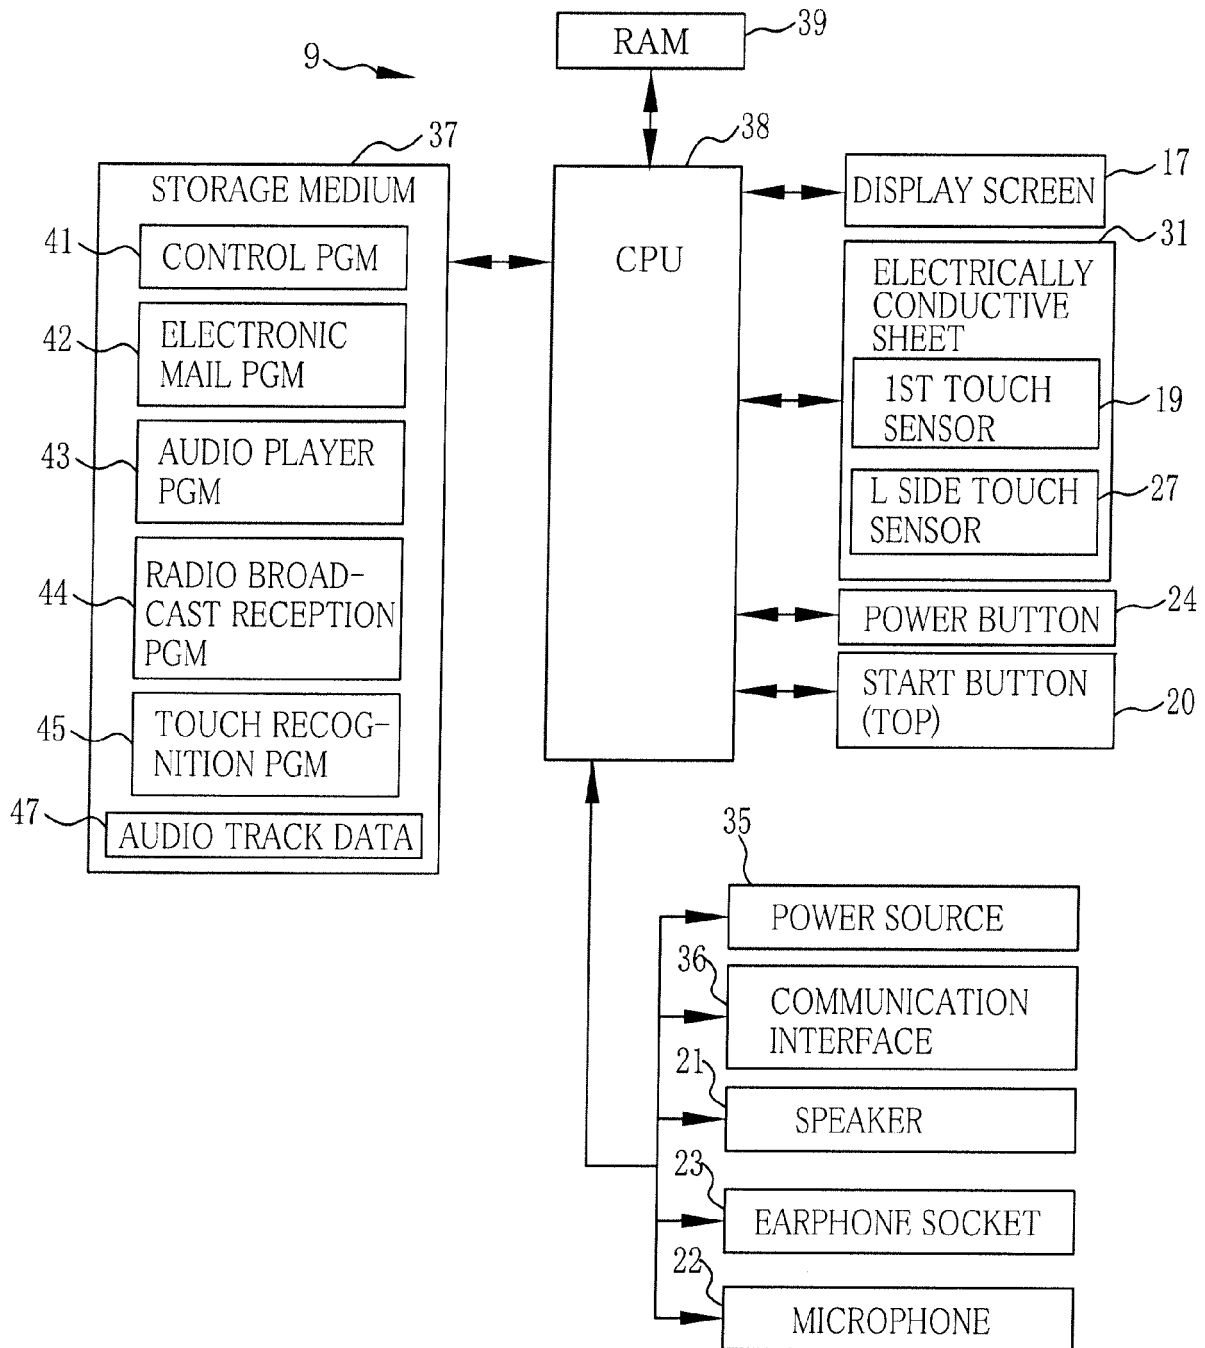 RAM
39
9
37
38
STORAGE MEDIUM
41
CONTROL PGM
42
ELECTRONIC
MAIL PGM
43
AUDIO PLAYER
PGM
44
RADIO BROAD-
CAST RECEPTION
PGM
45
TOUCH RECOG-
NITION PGM
47
AUDIO TRACK DATA
CPU
17
DISPLAY SCREEN
31
ELECTRICALLY
CONDUCTIVE
SHEET
1ST TOUCH
SENSOR
19
L SIDE TOUCH
SENSOR
27
POWER BUTTON
24
START BUTTON
(TOP)
20
35
POWER SOURCE
36
COMMUNICATION
INTERFACE
21
SPEAKER
23
EARPHONE SOCKET
22
MICROPHONE